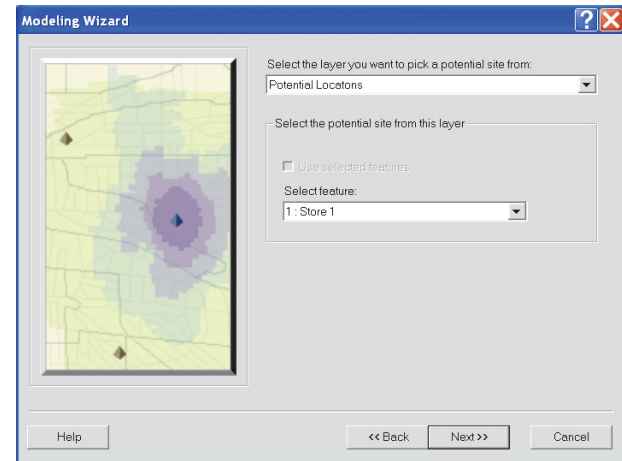 Modeling Wizard
Select the layer you want to pick a potential site from:
Potential Locatons
Select the potential site from this layer
Use selected features
Select feature:
1 : Store 1
Help
<< Back
Next >>
Cancel